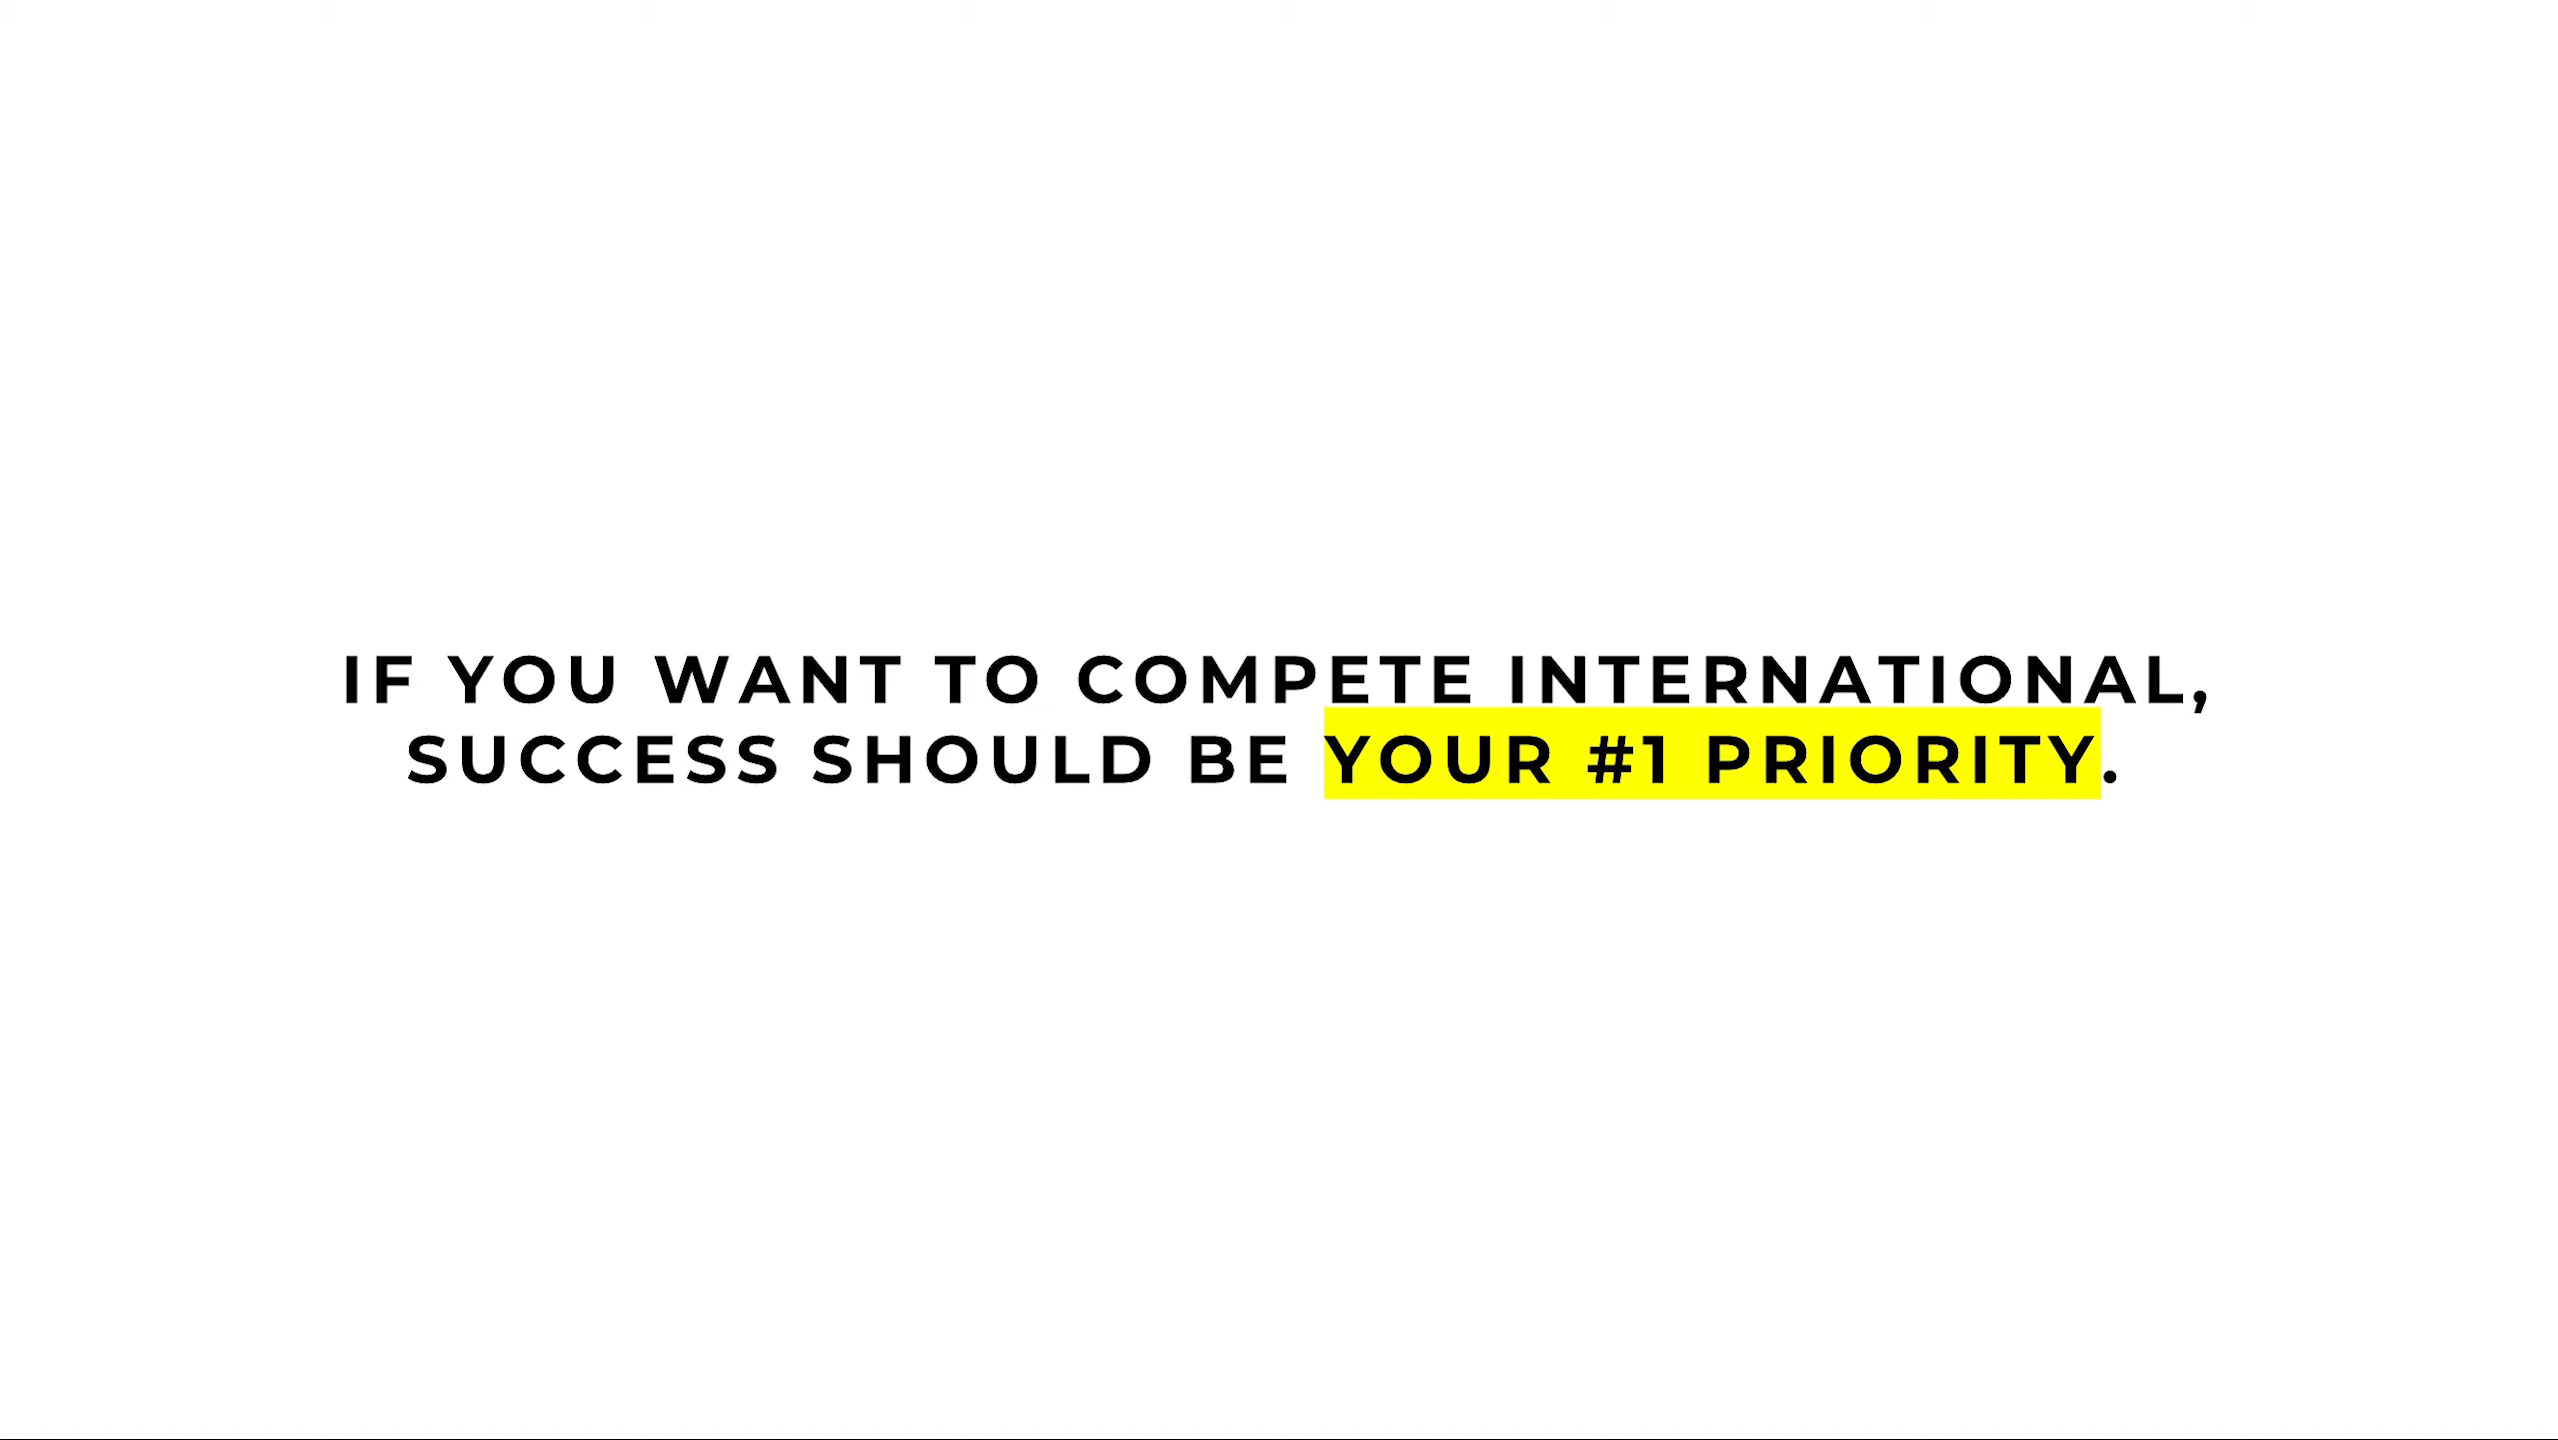 IF YOU WANT TO COMPETE INTERNATIONAL,
SUCCESS SHOULD BE YOUR #1 PRIORITY.